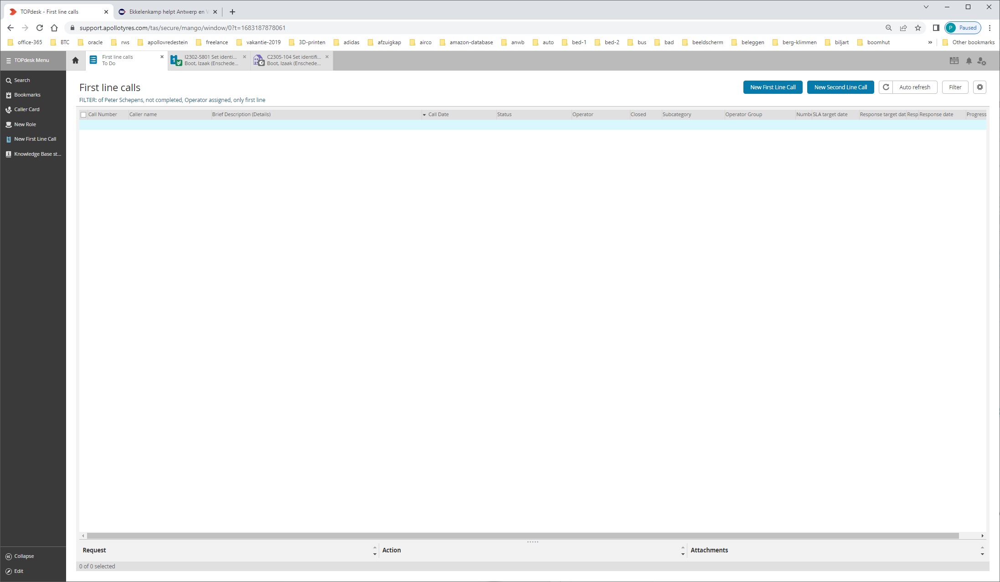 TOPdesk - First line calls
Ekkelenkamp helpt Antwerp en V
support.apollotyres.com/tas/secure/mango/window/0?t=1683187878061
P Paused
office-365 BTC oracle rws apollovredestein freelance vakantie-2019 3D-printen adidas afzuigkap airco amazon-database anwb auto bed-1 bed-2 bus bad beeldscherm beleggen berg-klimmen biljart boomhut » Other bookmarks
TOPdesk Menu
First line calls
To Do
I2302-5801 Set identi...
Boot, Izaak (Enschede...
C2305-104 Set identifi...
Boot, Izaak (Enschede...
Search
Bookmarks
Caller Card
New Role
New First Line Call
Knowledge Base st...
First line calls
New First Line Call New Second Line Call Auto refresh Filter
FILTER: of Peter Schepens, not completed, Operator assigned, only first line
Call Number Caller name Brief Description (Details) Call Date Status Operator Closed Subcategory Operator Group Numbe SLA target date Response target dat Resp Response date Progress
Request Action Attachments
0 of 0 selected
Collapse
Edit